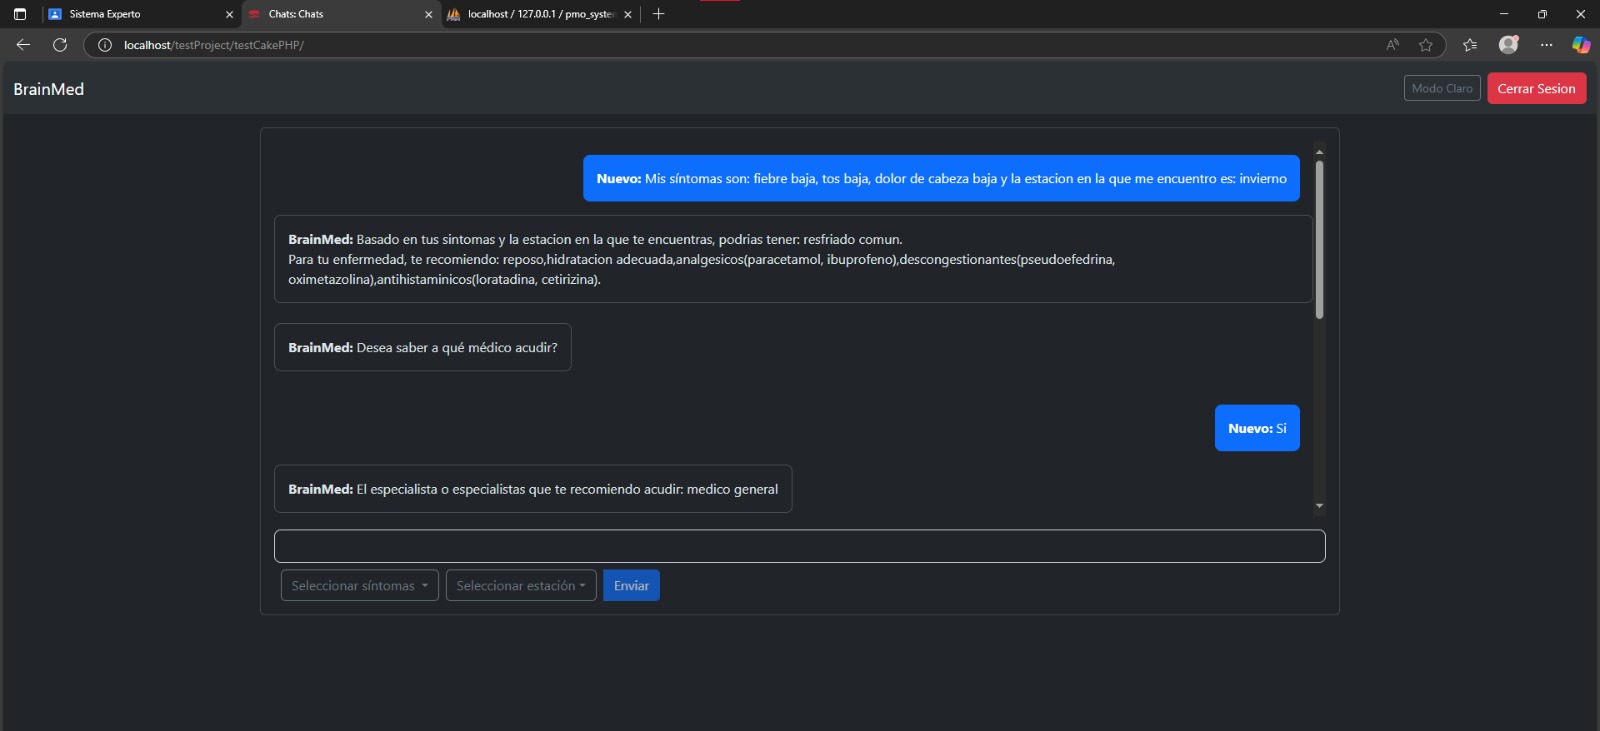 Sistema Experto
Chats: Chats
localhost / 127.0.0.1 / pmo_system
localhost/testProject/testCakePHP/
BrainMed
Modo Claro
Cerrar Sesion
Nuevo: Mis síntomas son: fiebre baja, tos baja, dolor de cabeza baja y la estacion en la que me encuentro es: invierno
BrainMed: Basado en tus sintomas y la estacion en la que te encuentras, podrias tener: resfriado comun.
Para tu enfermedad, te recomiendo: reposo,hidratacion adecuada,analgesicos(paracetamol, ibuprofeno),descongestionantes(pseudoefedrina,
oximetazolina),antihistaminicos(loratadina, cetirizina).
BrainMed: Desea saber a qué médico acudir?
Nuevo: Si
BrainMed: El especialista o especialistas que te recomiendo acudir: medico general
Seleccionar síntomas
Seleccionar estación
Enviar